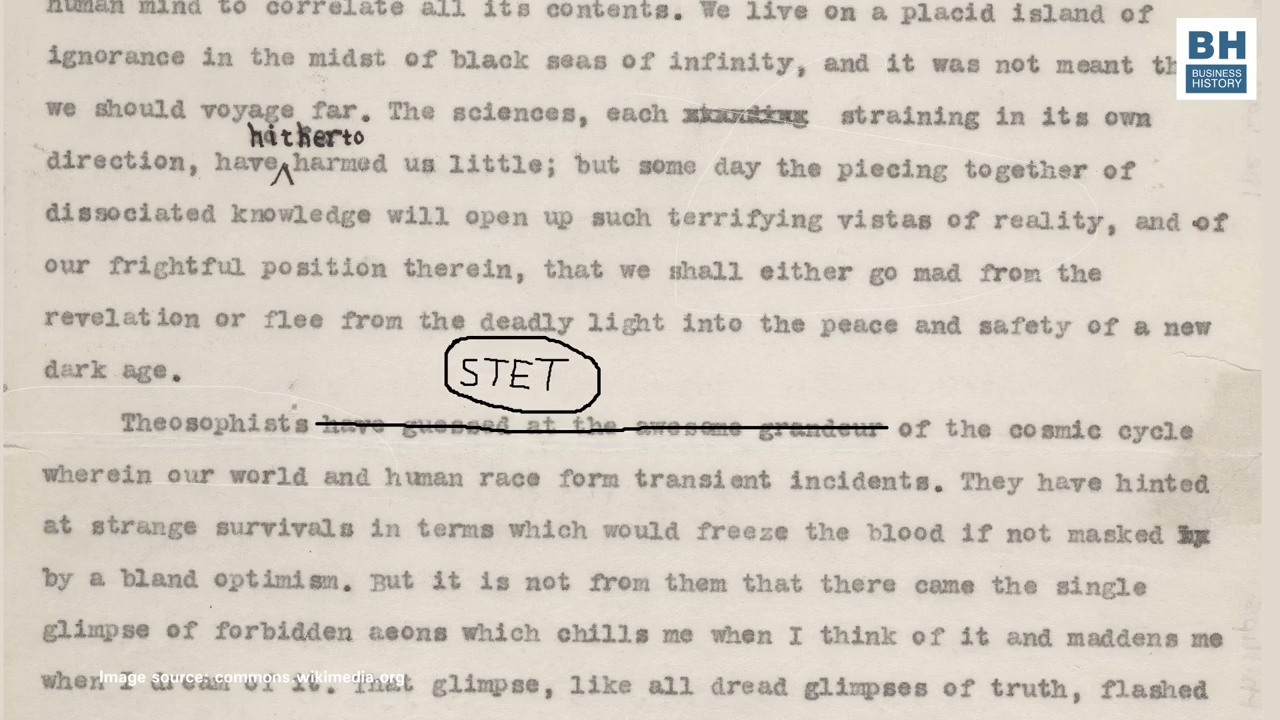 human mind to correlate all its contents. We live on a placid island of
ignorance in the midst of black seas of infinity, and it was not meant th
we should voyage far. The sciences, each straining in its own
hitherto
direction, have harmed us little; but some day the piecing together of
dissociated knowledge will open up such terrifying vistas of reality, and of
our frightful position therein, that we shall either go mad from the
revelation or flee from the deadly light into the peace and safety of a new
dark age.
STET
Theosophists have guessed at the awesome grandeur of the cosmic cycle
wherein our world and human race form transient incidents. They have hinted
at strange survivals in terms which would freeze the blood if not masked
by a bland optimism. But it is not from them that there came the single
glimpse of forbidden aeons which chills me when I think of it and maddens me
when I dream of it. That glimpse, like all dread glimpses of truth, flashed
Image source: commons.wikimedia.org
BH
BUSINESS
HISTORY